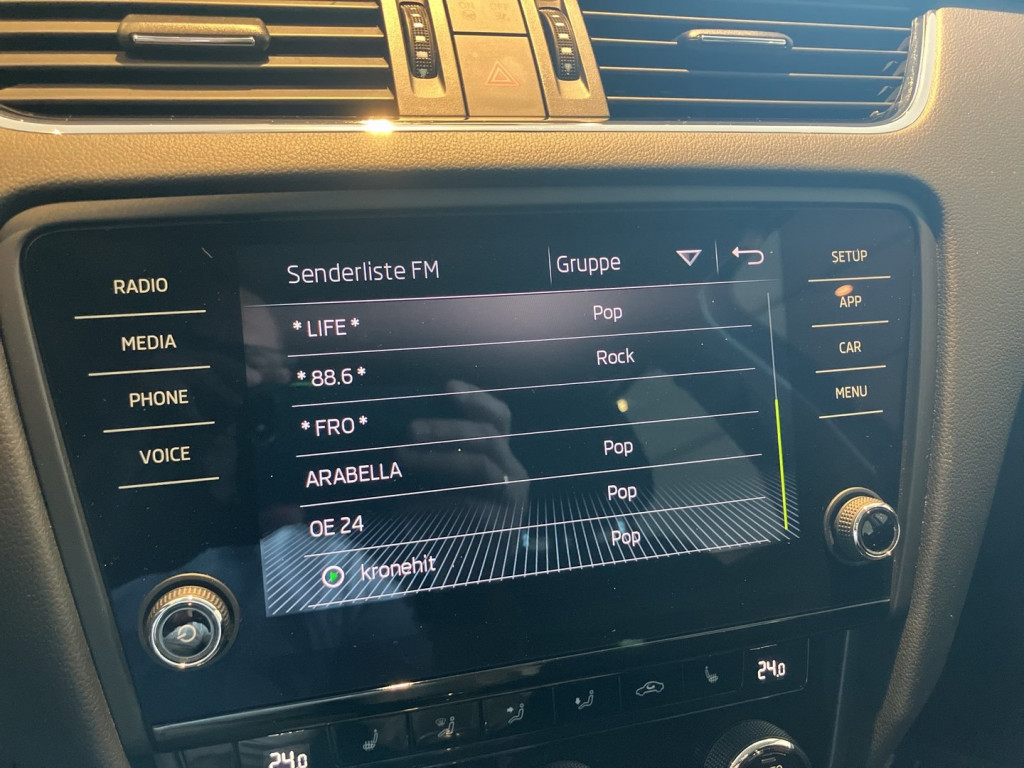 Senderliste FM Gruppe
RADIO
MEDIA
PHONE
VOICE
*LIFE* Pop
*88.6* Rock
*FRO*
ARABELLA Pop
OE 24 Pop
kronehit Pop
SETUP
APP
CAR
MENU
24.0
24.0